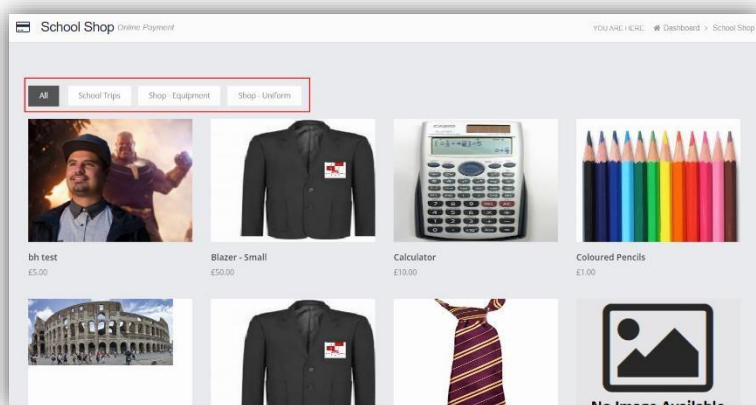 School Shop Online Payment
YOU ARE HERE: Dashboard > School Shop
All
School Trips
Shop - Equipment
Shop - Uniform
CASIO
bh test
£5.00
Blazer - Small
£50.00
Calculator
£10.00
Coloured Pencils
£1.00
No Image Available